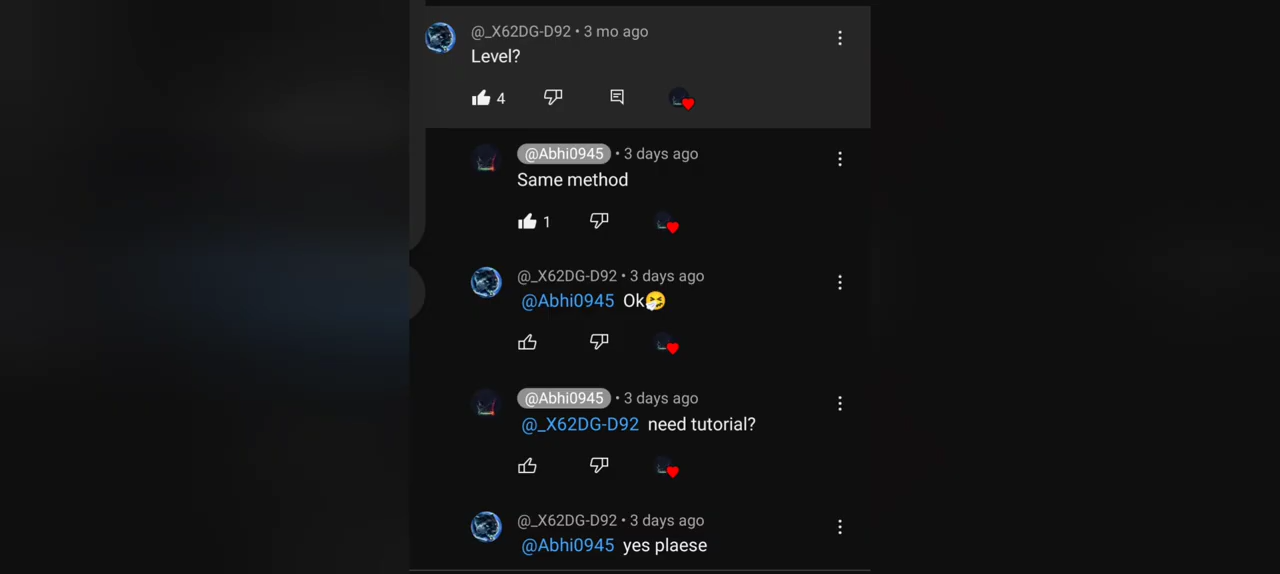 @_X62DG-D92 • 3 mo ago
Level?
4
@Abhi0945 • 3 days ago
Same method
1
@_X62DG-D92 • 3 days ago
@Abhi0945 Ok🤧
@Abhi0945 • 3 days ago
@_X62DG-D92 need tutorial?
@_X62DG-D92 • 3 days ago
@Abhi0945 yes plaese